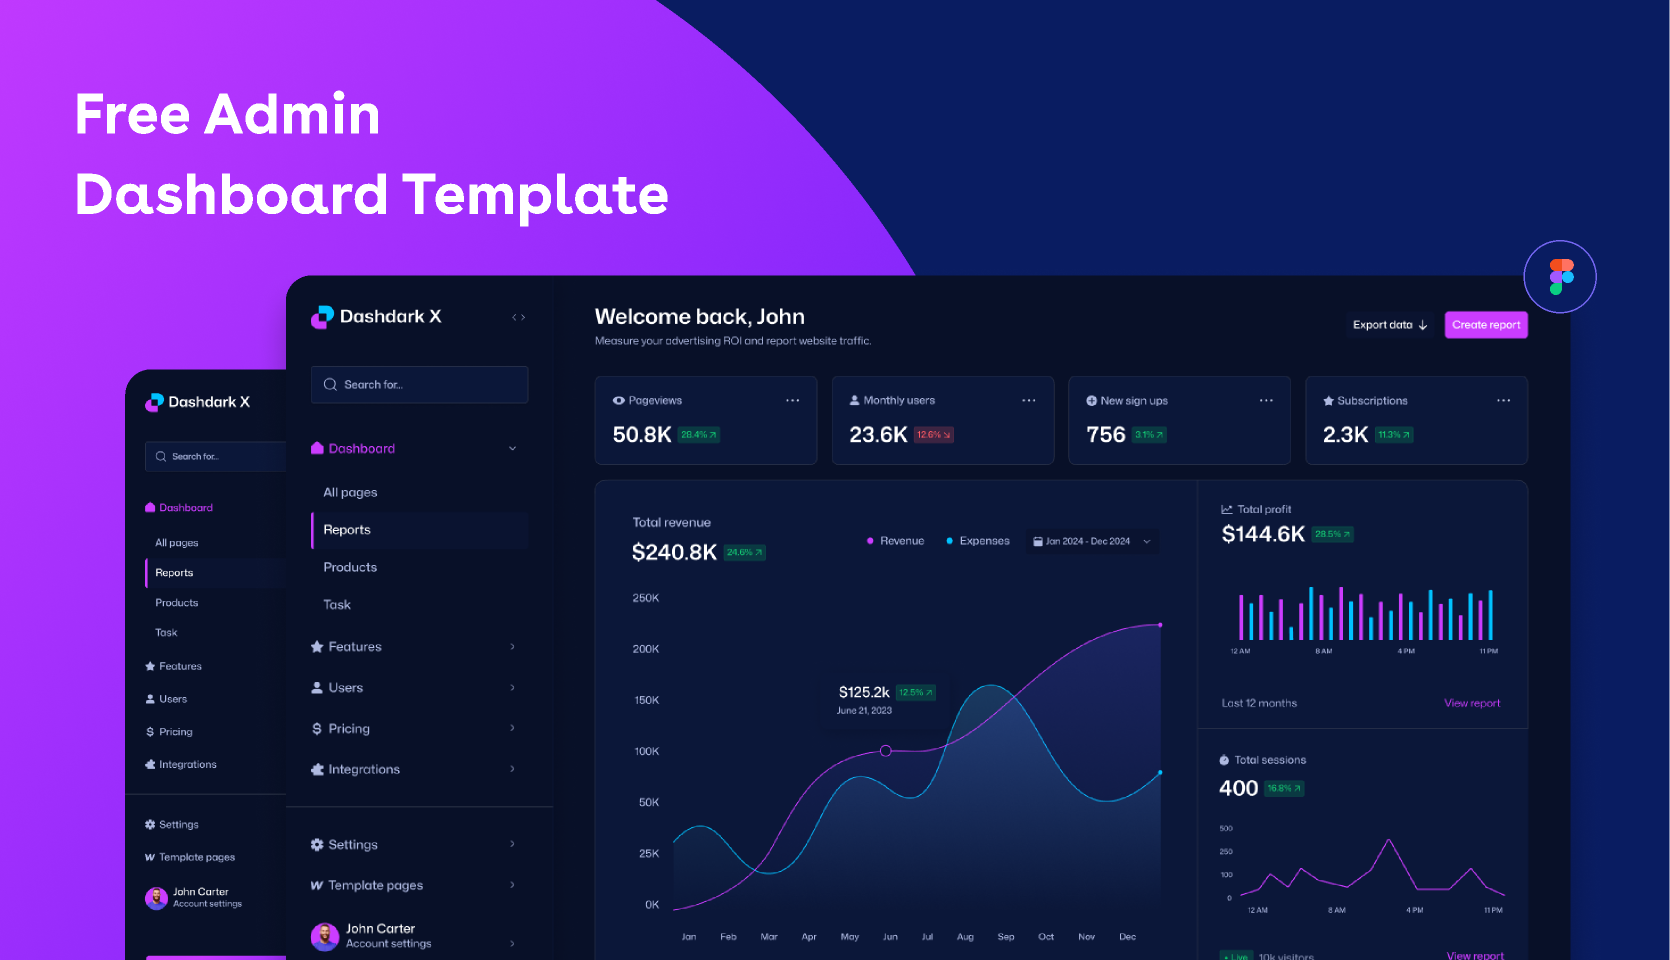 Free Admin
Dashboard Template
Dashdark X
Search for...
Dashboard
All pages
Reports
Products
Task
Features
Users
Pricing
Integrations
Settings
Template pages
John Carter
Account settings
Dashdark X
Search for...
Dashboard
All pages
Reports
Products
Task
Features
Users
Pricing
Integrations
Settings
Template pages
John Carter
Account settings
Welcome back, John
Measure your advertising ROI and report website traffic.
Export data
Create report
Pageviews
50.8K 28.4%
Monthly users
23.6K 12.6%
New sign ups
756 3.1%
Subscriptions
2.3K 11.3%
Total revenue
$240.8K 24.6%
Revenue Expenses Jan 2024 - Dec 2024
250K
200K
150K
100K
50K
25K
0K
$125.2k 12.5%
June 21, 2023
Jan Feb Mar Apr May Jun Jul Aug Sep Oct Nov Dec
Total profit
$144.6K 28.5%
12 AM 8 AM 4 PM 11 PM
Last 12 months View report
Total sessions
400 16.8%
500
250
100
0
12 AM 8 AM 4 PM 11 PM
Live 10k visitors View report